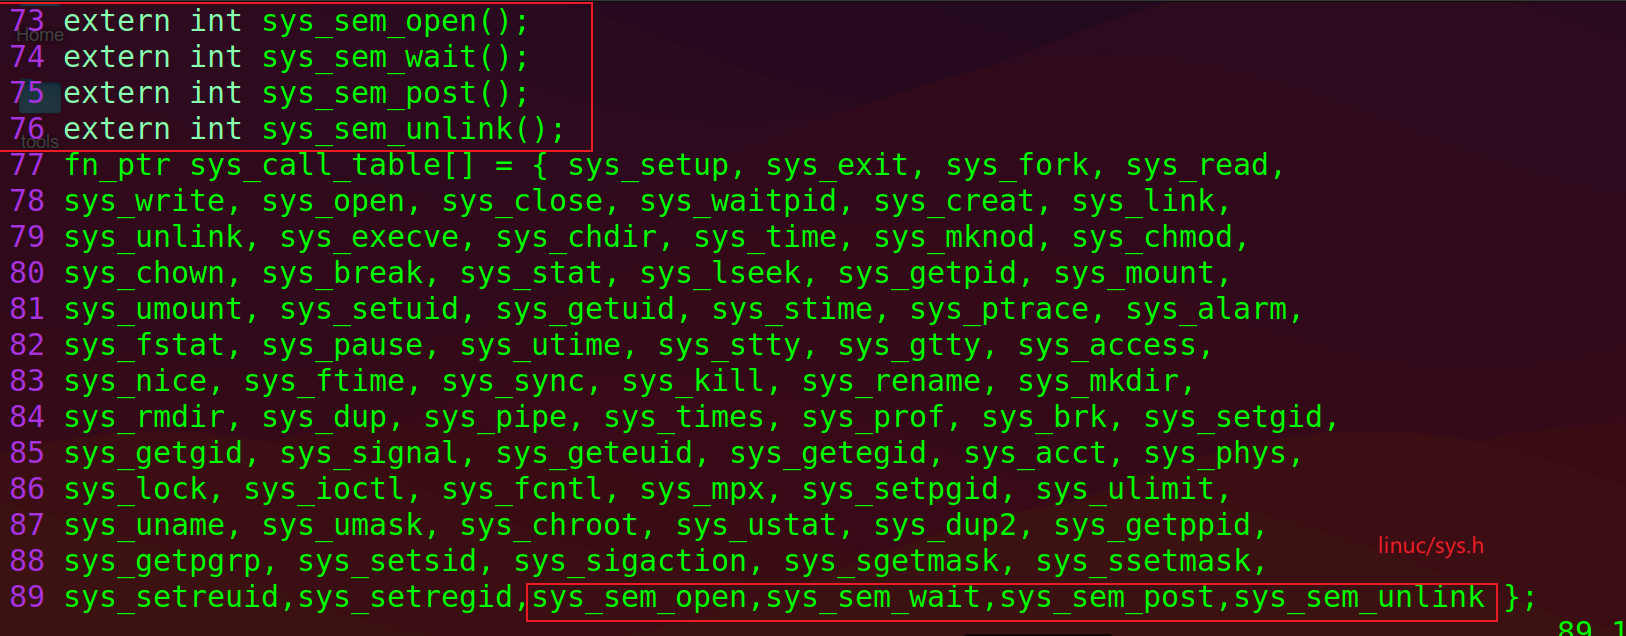 73 extern int sys_sem_open();
Home
74 extern int sys_sem_wait();
75 extern int sys_sem_post();
76 extern int sys_sem_unlink();
tools
77 fn_ptr sys_call_table[] = { sys_setup, sys_exit, sys_fork, sys_read,
78 sys_write, sys_open, sys_close, sys_waitpid, sys_creat, sys_link,
79 sys_unlink, sys_execve, sys_chdir, sys_time, sys_mknod, sys_chmod,
80 sys_chown, sys_break, sys_stat, sys_lseek, sys_getpid, sys_mount,
81 sys_umount, sys_setuid, sys_getuid, sys_stime, sys_ptrace, sys_alarm,
82 sys_fstat, sys_pause, sys_utime, sys_stty, sys_gtty, sys_access,
83 sys_nice, sys_ftime, sys_sync, sys_kill, sys_rename, sys_mkdir,
84 sys_rmdir, sys_dup, sys_pipe, sys_times, sys_prof, sys_brk, sys_setgid,
85 sys_getgid, sys_signal, sys_geteuid, sys_getegid, sys_acct, sys_phys,
86 sys_lock, sys_ioctl, sys_fcntl, sys_mpx, sys_setpgid, sys_ulimit,
87 sys_uname, sys_umask, sys_chroot, sys_ustat, sys_dup2, sys_getppid,
88 sys_getpgrp, sys_setsid, sys_sigaction, sys_sgetmask, sys_ssetmask,
linuc/sys.h
89 sys_setreuid,sys_setregid,sys_sem_open,sys_sem_wait,sys_sem_post,sys_sem_unlink };